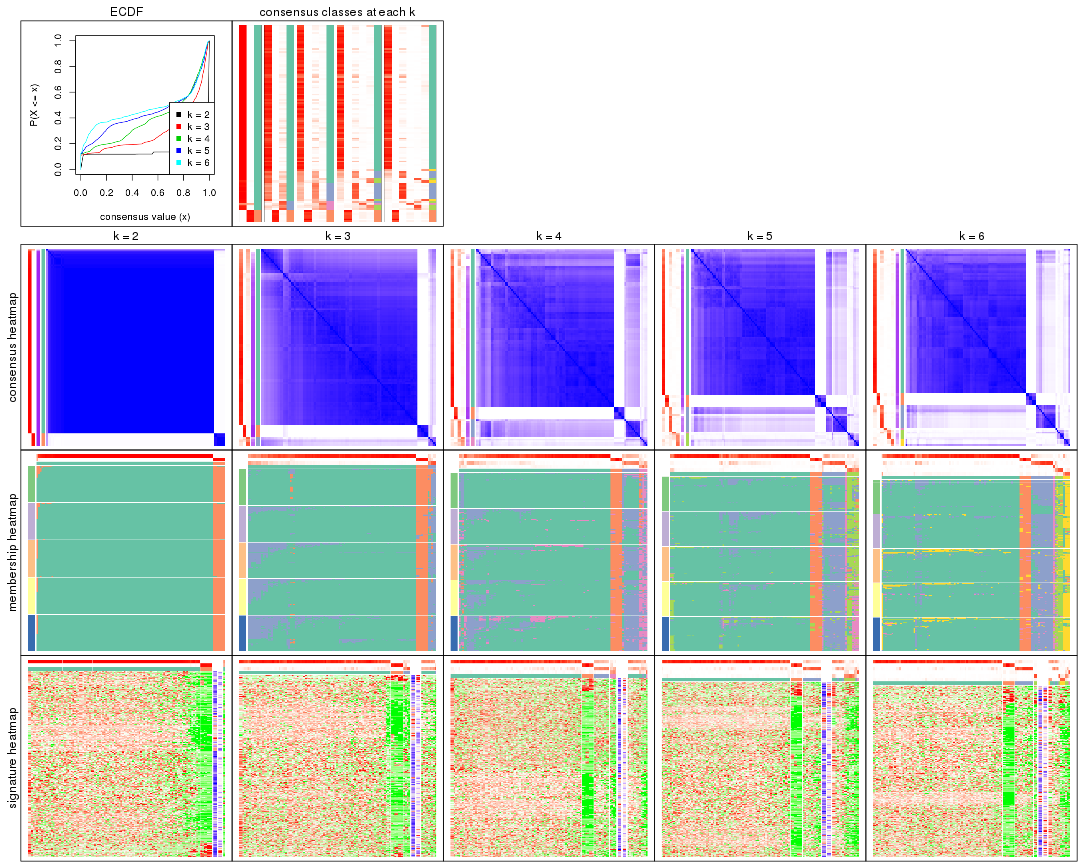 ECDF
consensus classes at each k
P(X <= x)
0.0 0.2 0.4 0.6 0.8 1.0
k = 2
k = 3
k = 4
k = 5
k = 6
0.0 0.2 0.4 0.6 0.8 1.0
consensus value (x)
k = 2
k = 3
k = 4
k = 5
k = 6
consensus heatmap
membership heatmap
signature heatmap